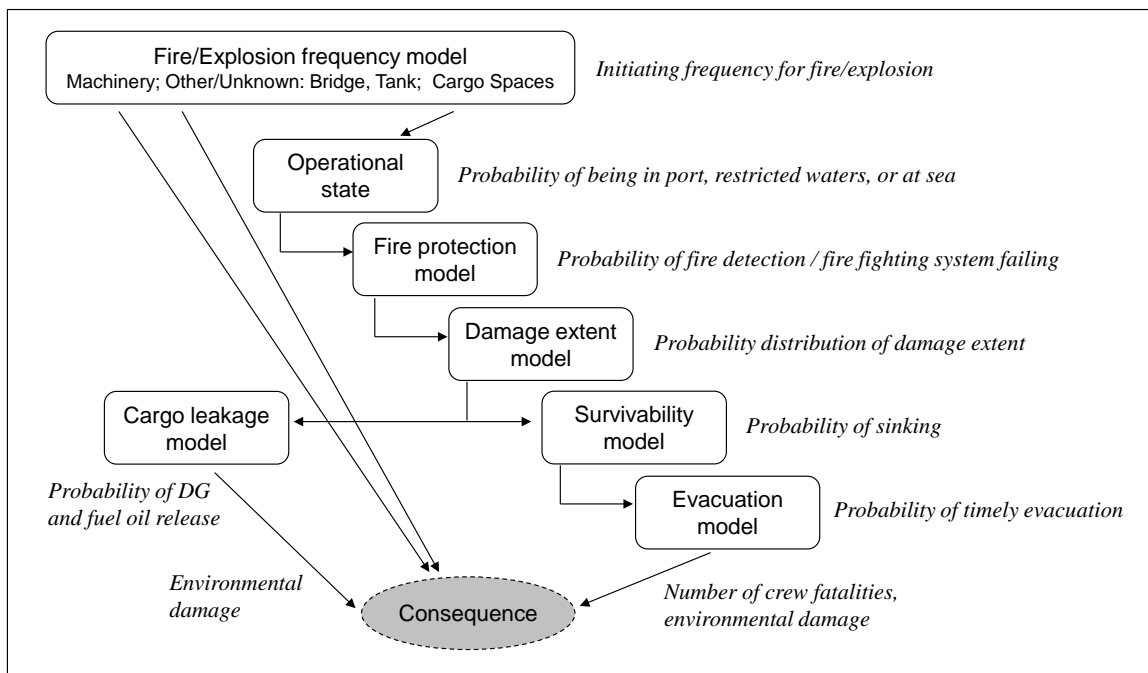 Fire/Explosion frequency model
Machinery; Other/Unknown: Bridge, Tank; Cargo Spaces
Initiating frequency for fire/explosion
Operational
state
Probability of being in port, restricted waters, or at sea
Fire protection
model
Probability of fire detection / fire fighting system failing
Damage extent
model
Probability distribution of damage extent
Cargo leakage
model
Survivability
model
Probability of sinking
Probability of DG
and fuel oil release
Evacuation
model
Probability of timely evacuation
Environmental
damage
Consequence
Number of crew fatalities,
environmental damage